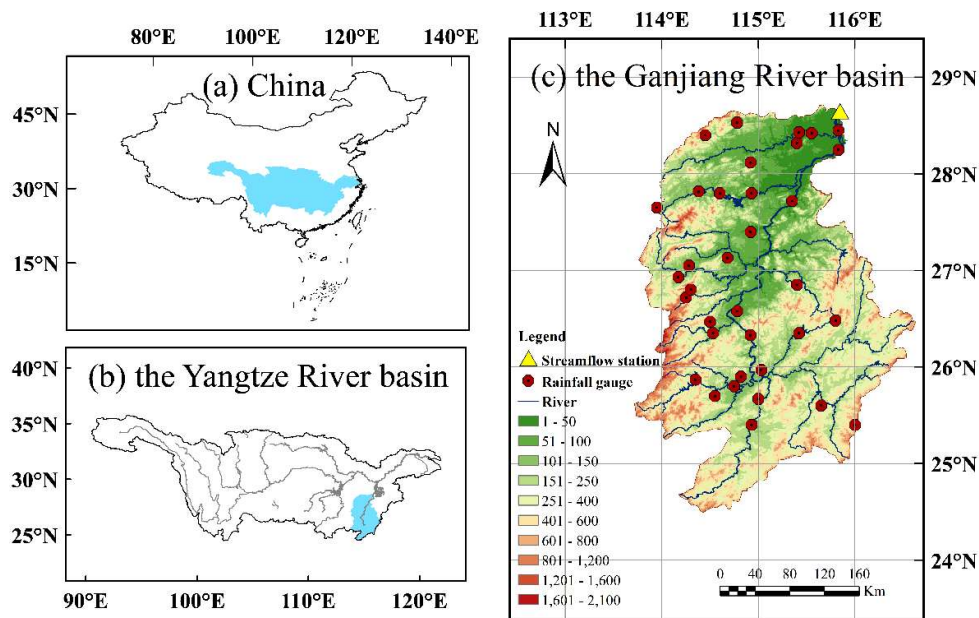 80°E 100°E 120°E 140°E
(a) China
45°N
30°N
15°N
(b) the Yangtze River basin
40°N
35°N
30°N
25°N
90°E 100°E 110°E 120°E
113°E 114°E 115°E 116°E
(c) the Ganjiang River basin
N
29°N
28°N
27°N
26°N
25°N
24°N
Legend
Streamflow station
Rainfall gauge
River
1 - 50
51 - 100
101 - 150
151 - 250
251 - 400
401 - 600
601 - 800
801 - 1,200
1,201 - 1,600
1,601 - 2,100
0 20 40 80 120 160
Km